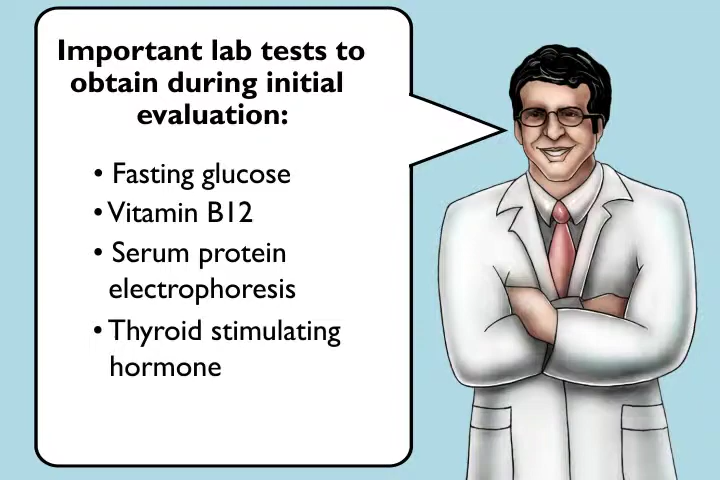 Important lab tests to
obtain during initial
evaluation:
• Fasting glucose
• Vitamin B12
• Serum protein
electrophoresis
• Thyroid stimulating
hormone